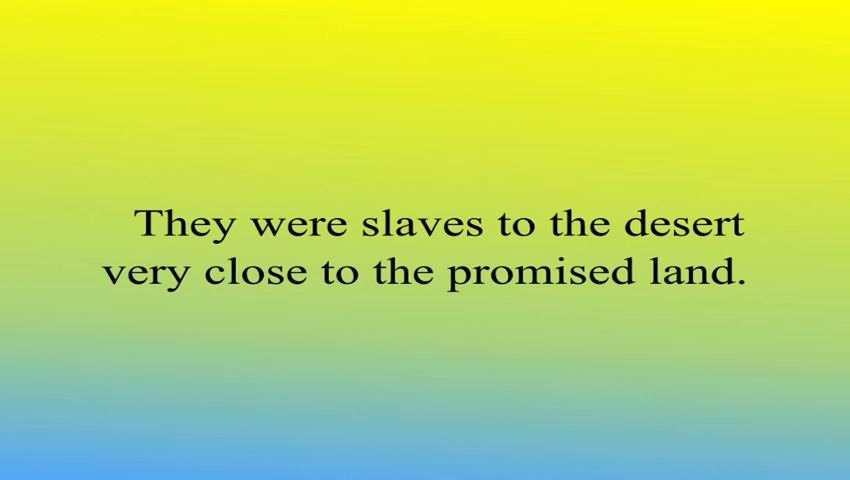 They were slaves to the desert
very close to the promised land.